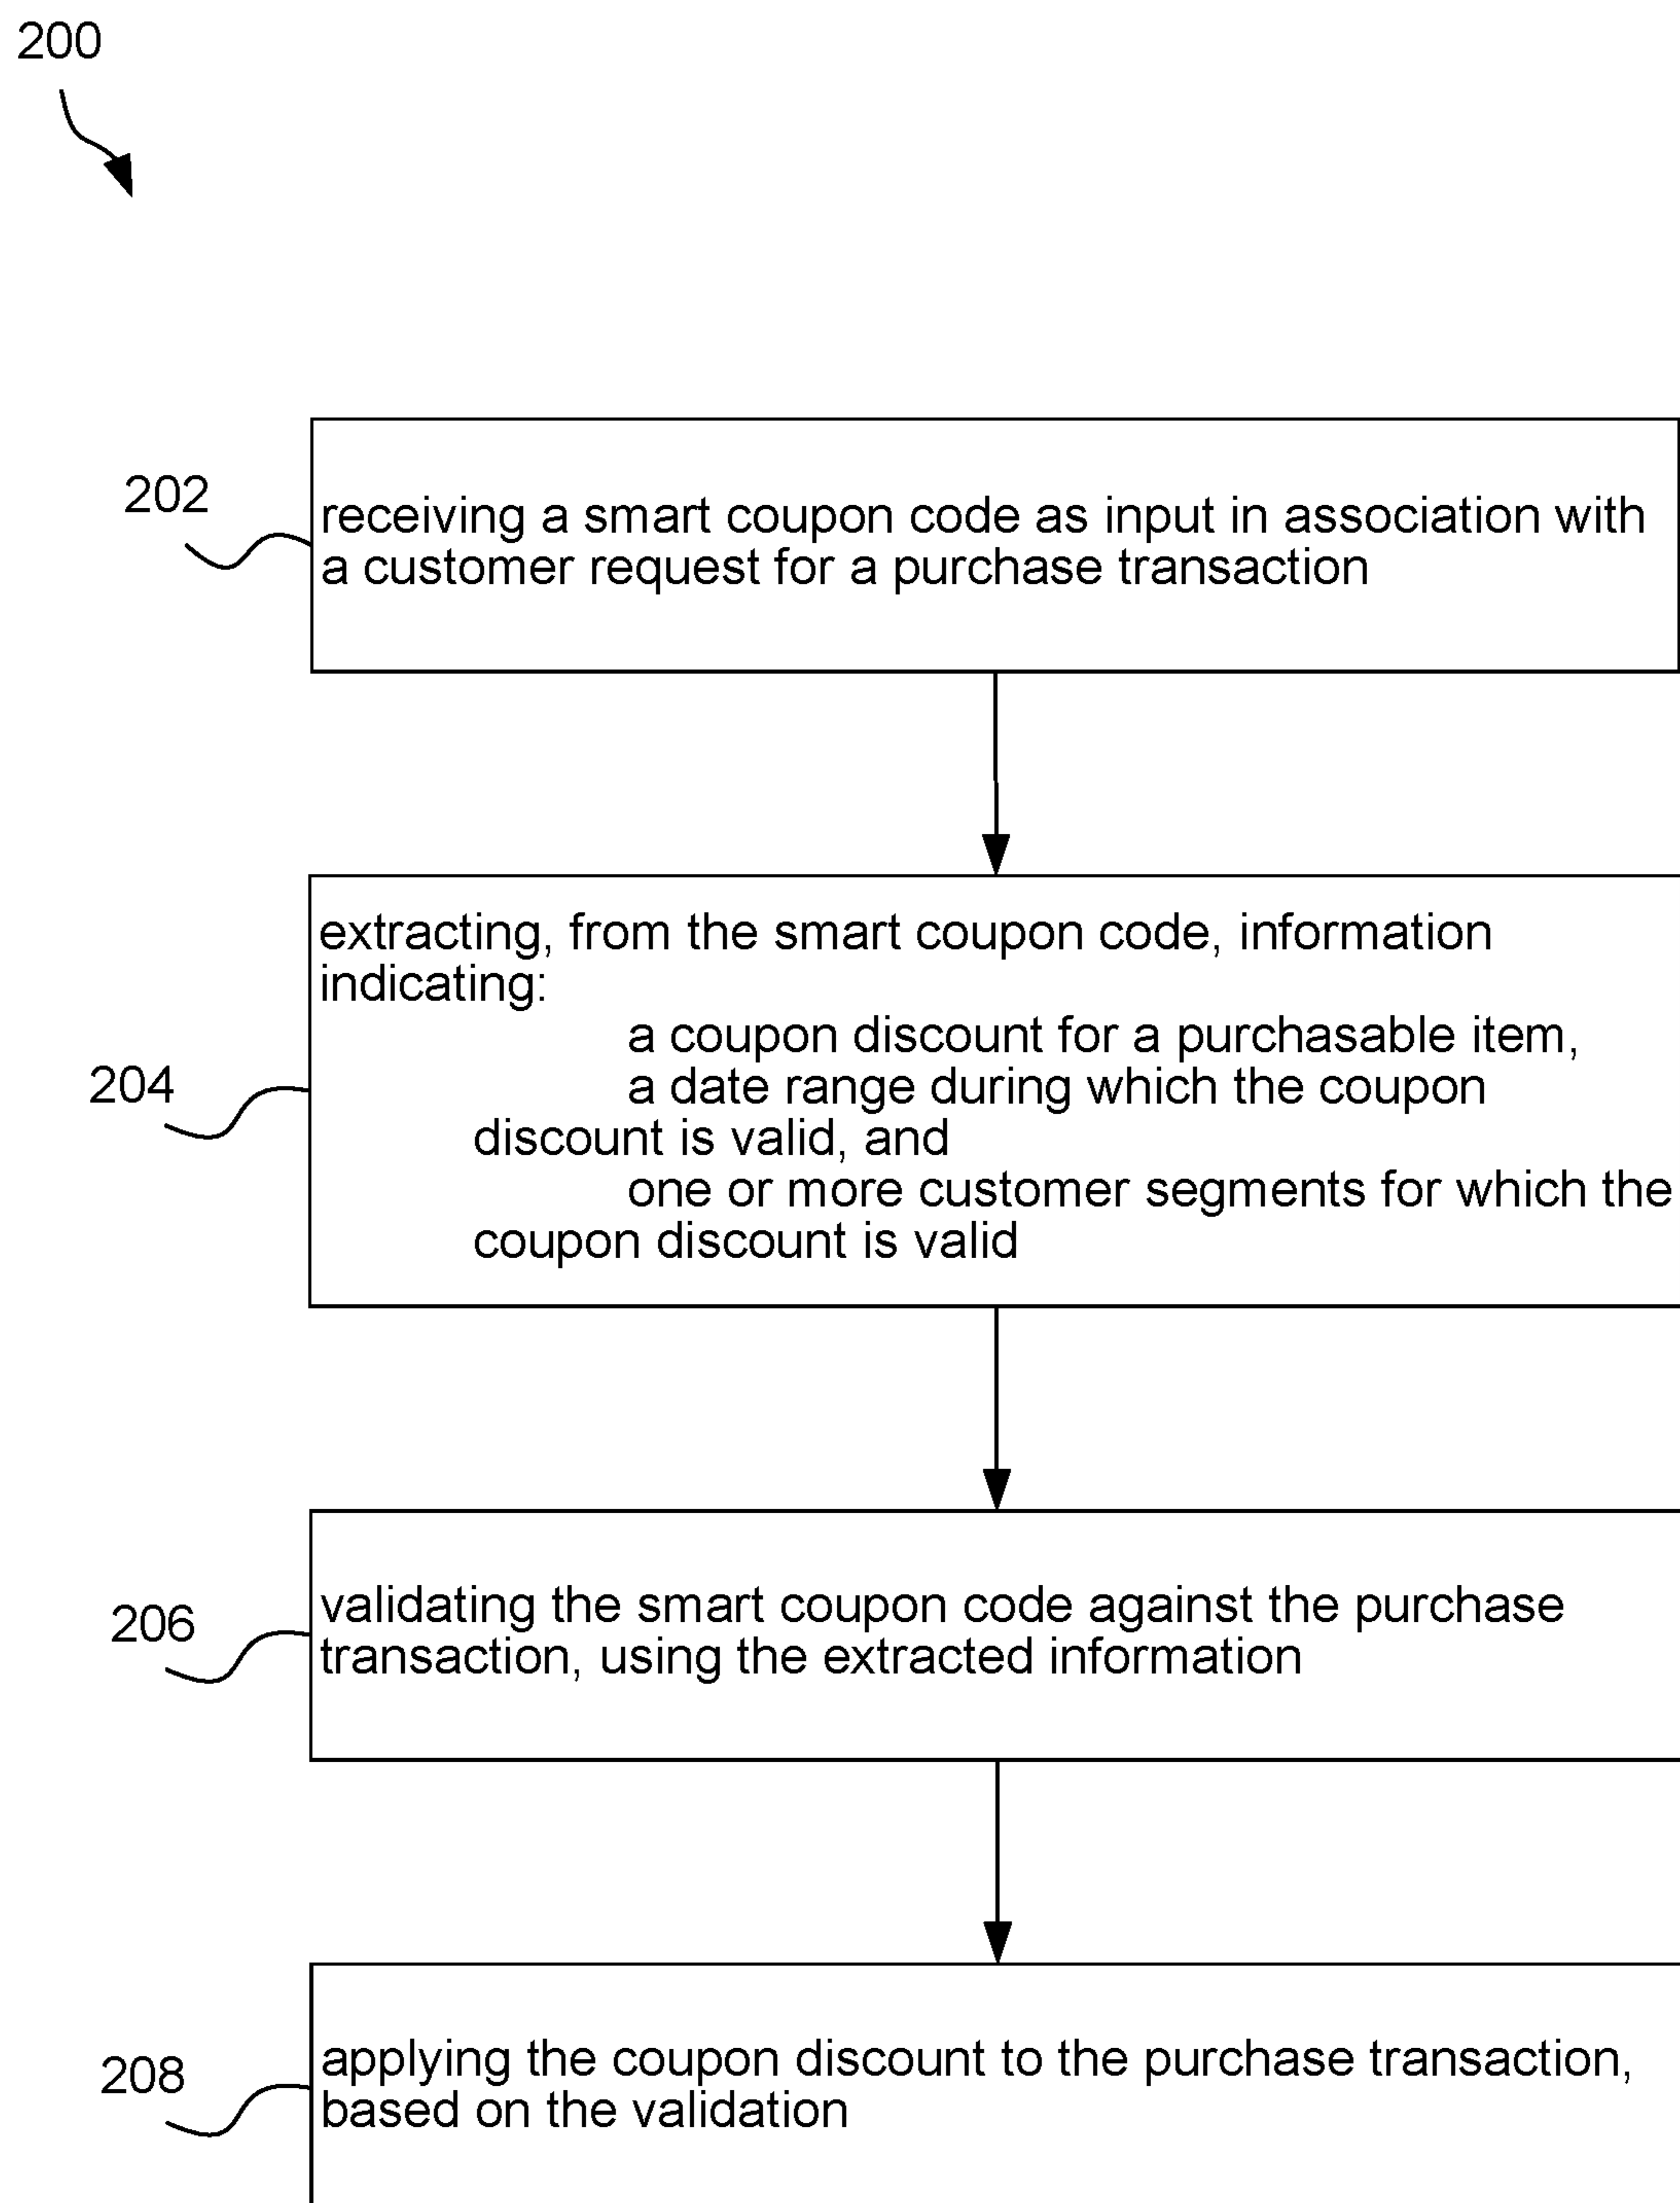 200
202
receiving a smart coupon code as input in association with
a customer request for a purchase transaction
204
extracting, from the smart coupon code, information
indicating:
a coupon discount for a purchasable item,
a date range during which the coupon
discount is valid, and
one or more customer segments for which the
coupon discount is valid
206
validating the smart coupon code against the purchase
transaction, using the extracted information
208
applying the coupon discount to the purchase transaction,
based on the validation